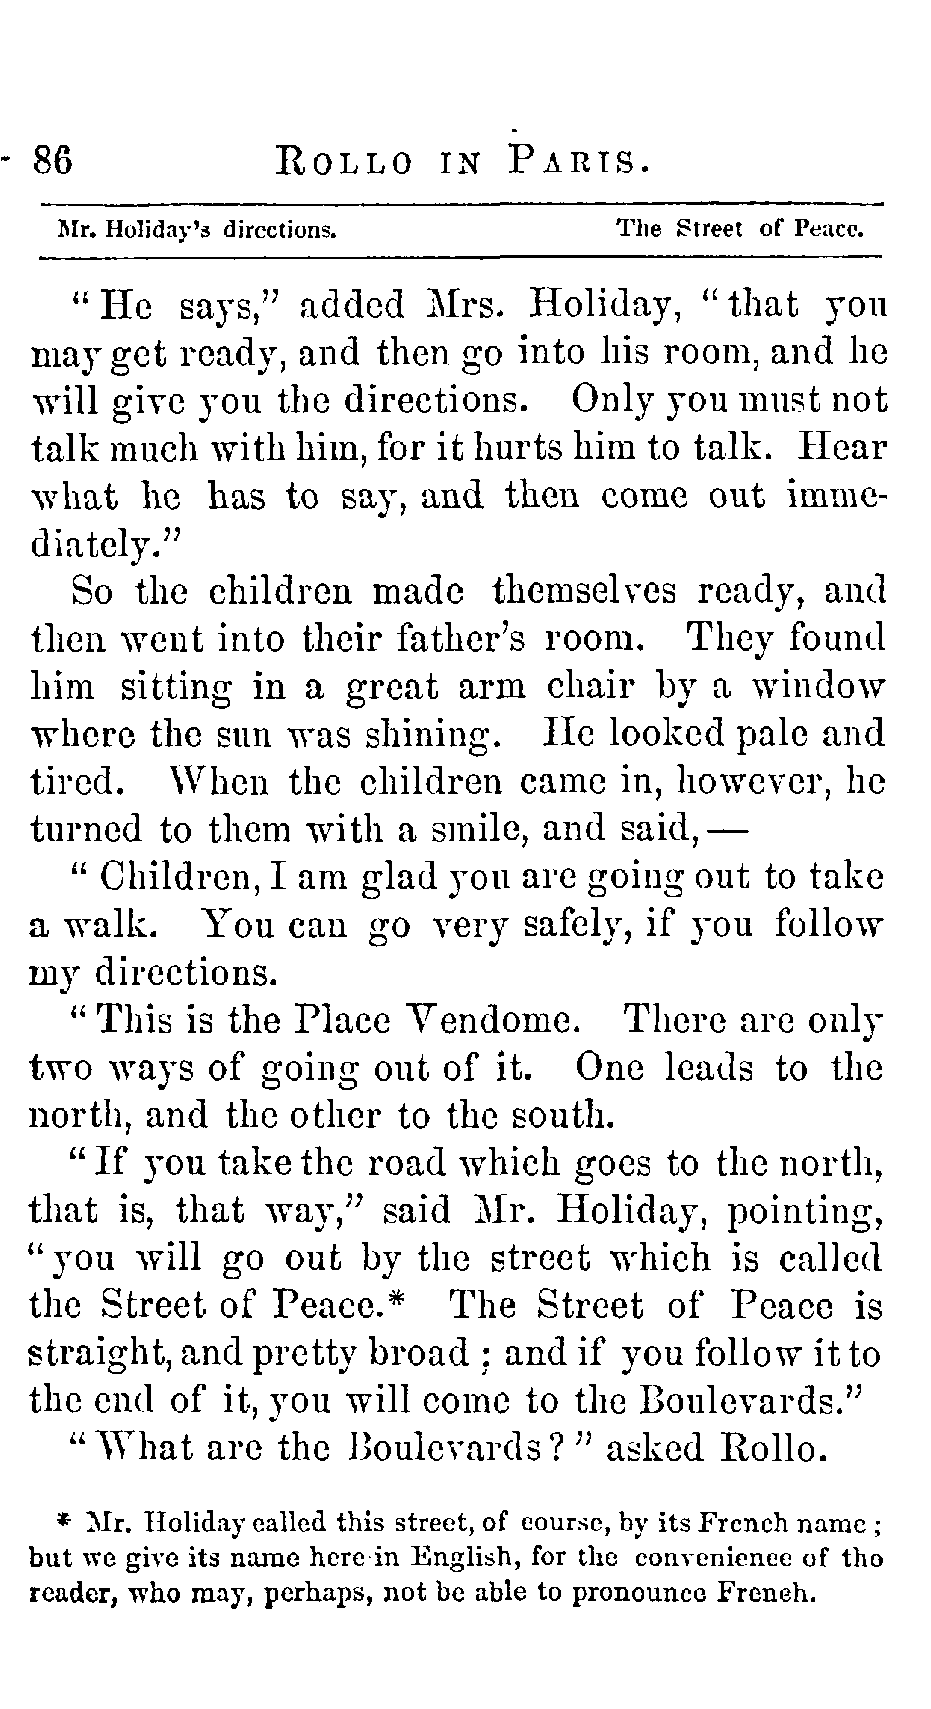 86 ROLLO IN PARIS.
Mr. Holiday's directions. The Street of Peace.
“He says,” added Mrs. Holiday, “that you
may get ready, and then go into his room, and he
will give you the directions. Only you must not
talk much with him, for it hurts him to talk. Hear
what he has to say, and then come out imme-
diately.”
So the children made themselves ready, and
then went into their father's room. They found
him sitting in a great arm chair by a window
where the sun was shining. He looked pale and
tired. When the children came in, however, he
turned to them with a smile, and said,—
“Children, I am glad you are going out to take
a walk. You can go very safely, if you follow
my directions.
“This is the Place Vendome. There are only
two ways of going out of it. One leads to the
north, and the other to the south.
“If you take the road which goes to the north,
that is, that way,” said Mr. Holiday, pointing,
“you will go out by the street which is called
the Street of Peace.* The Street of Peace is
straight, and pretty broad; and if you follow it to
the end of it, you will come to the Boulevards.”
“What are the Boulevards?” asked Rollo.
* Mr. Holiday called this street, of course, by its French name;
but we give its name here in English, for the convenience of the
reader, who may, perhaps, not be able to pronounce French.